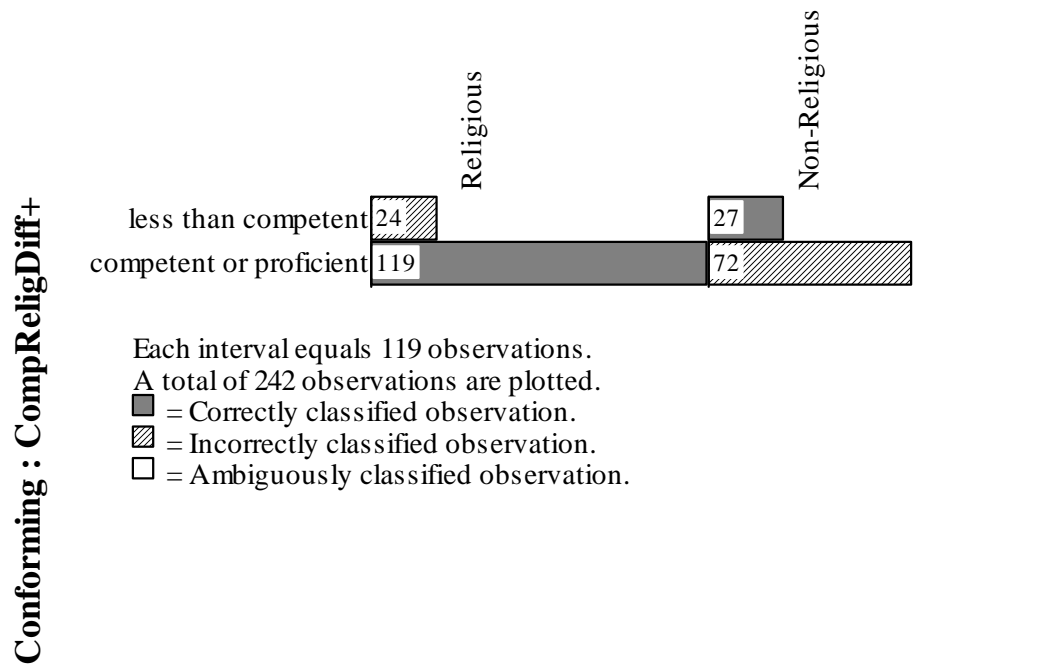 Conforming : CompReligDiff+
Religious
Non-Religious
less than competent 24 27
competent or proficient 119 72
Each interval equals 119 observations.
A total of 242 observations are plotted.
= Correctly classified observation.
= Incorrectly classified observation.
= Ambiguously classified observation.